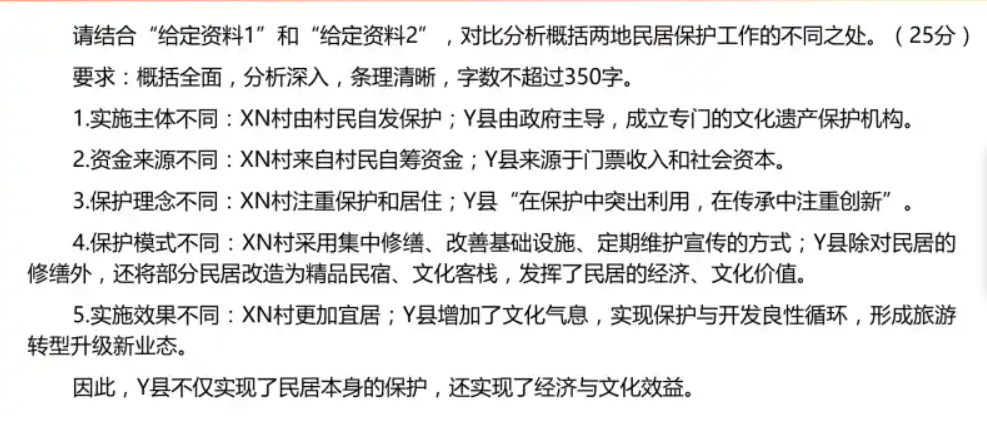 请结合“给定资料1”和“给定资料2”，对比分析概括两地民居保护工作的不同之处。（25分）
要求：概括全面，分析深入，条理清晰，字数不超过350字。
1.实施主体不同：XN村由村民自发保护；Y县由政府主导，成立专门的文化遗产保护机构。
2.资金来源不同：XN村来自村民自筹资金；Y县来源于门票收入和社会资本。
3.保护理念不同：XN村注重保护和居住；Y县“在保护中突出利用，在传承中注重创新”。
4.保护模式不同：XN村采用集中修缮、改善基础设施、定期维护宣传的方式；Y县除对民居的
修缮外，还将部分民居改造为精品民宿、文化客栈，发挥了民居的经济、文化价值。
5.实施效果不同：XN村更加宜居；Y县增加了文化气息，实现保护与开发良性循环，形成旅游
转型升级新业态。
因此，Y县不仅实现了民居本身的保护，还实现了经济与文化效益。